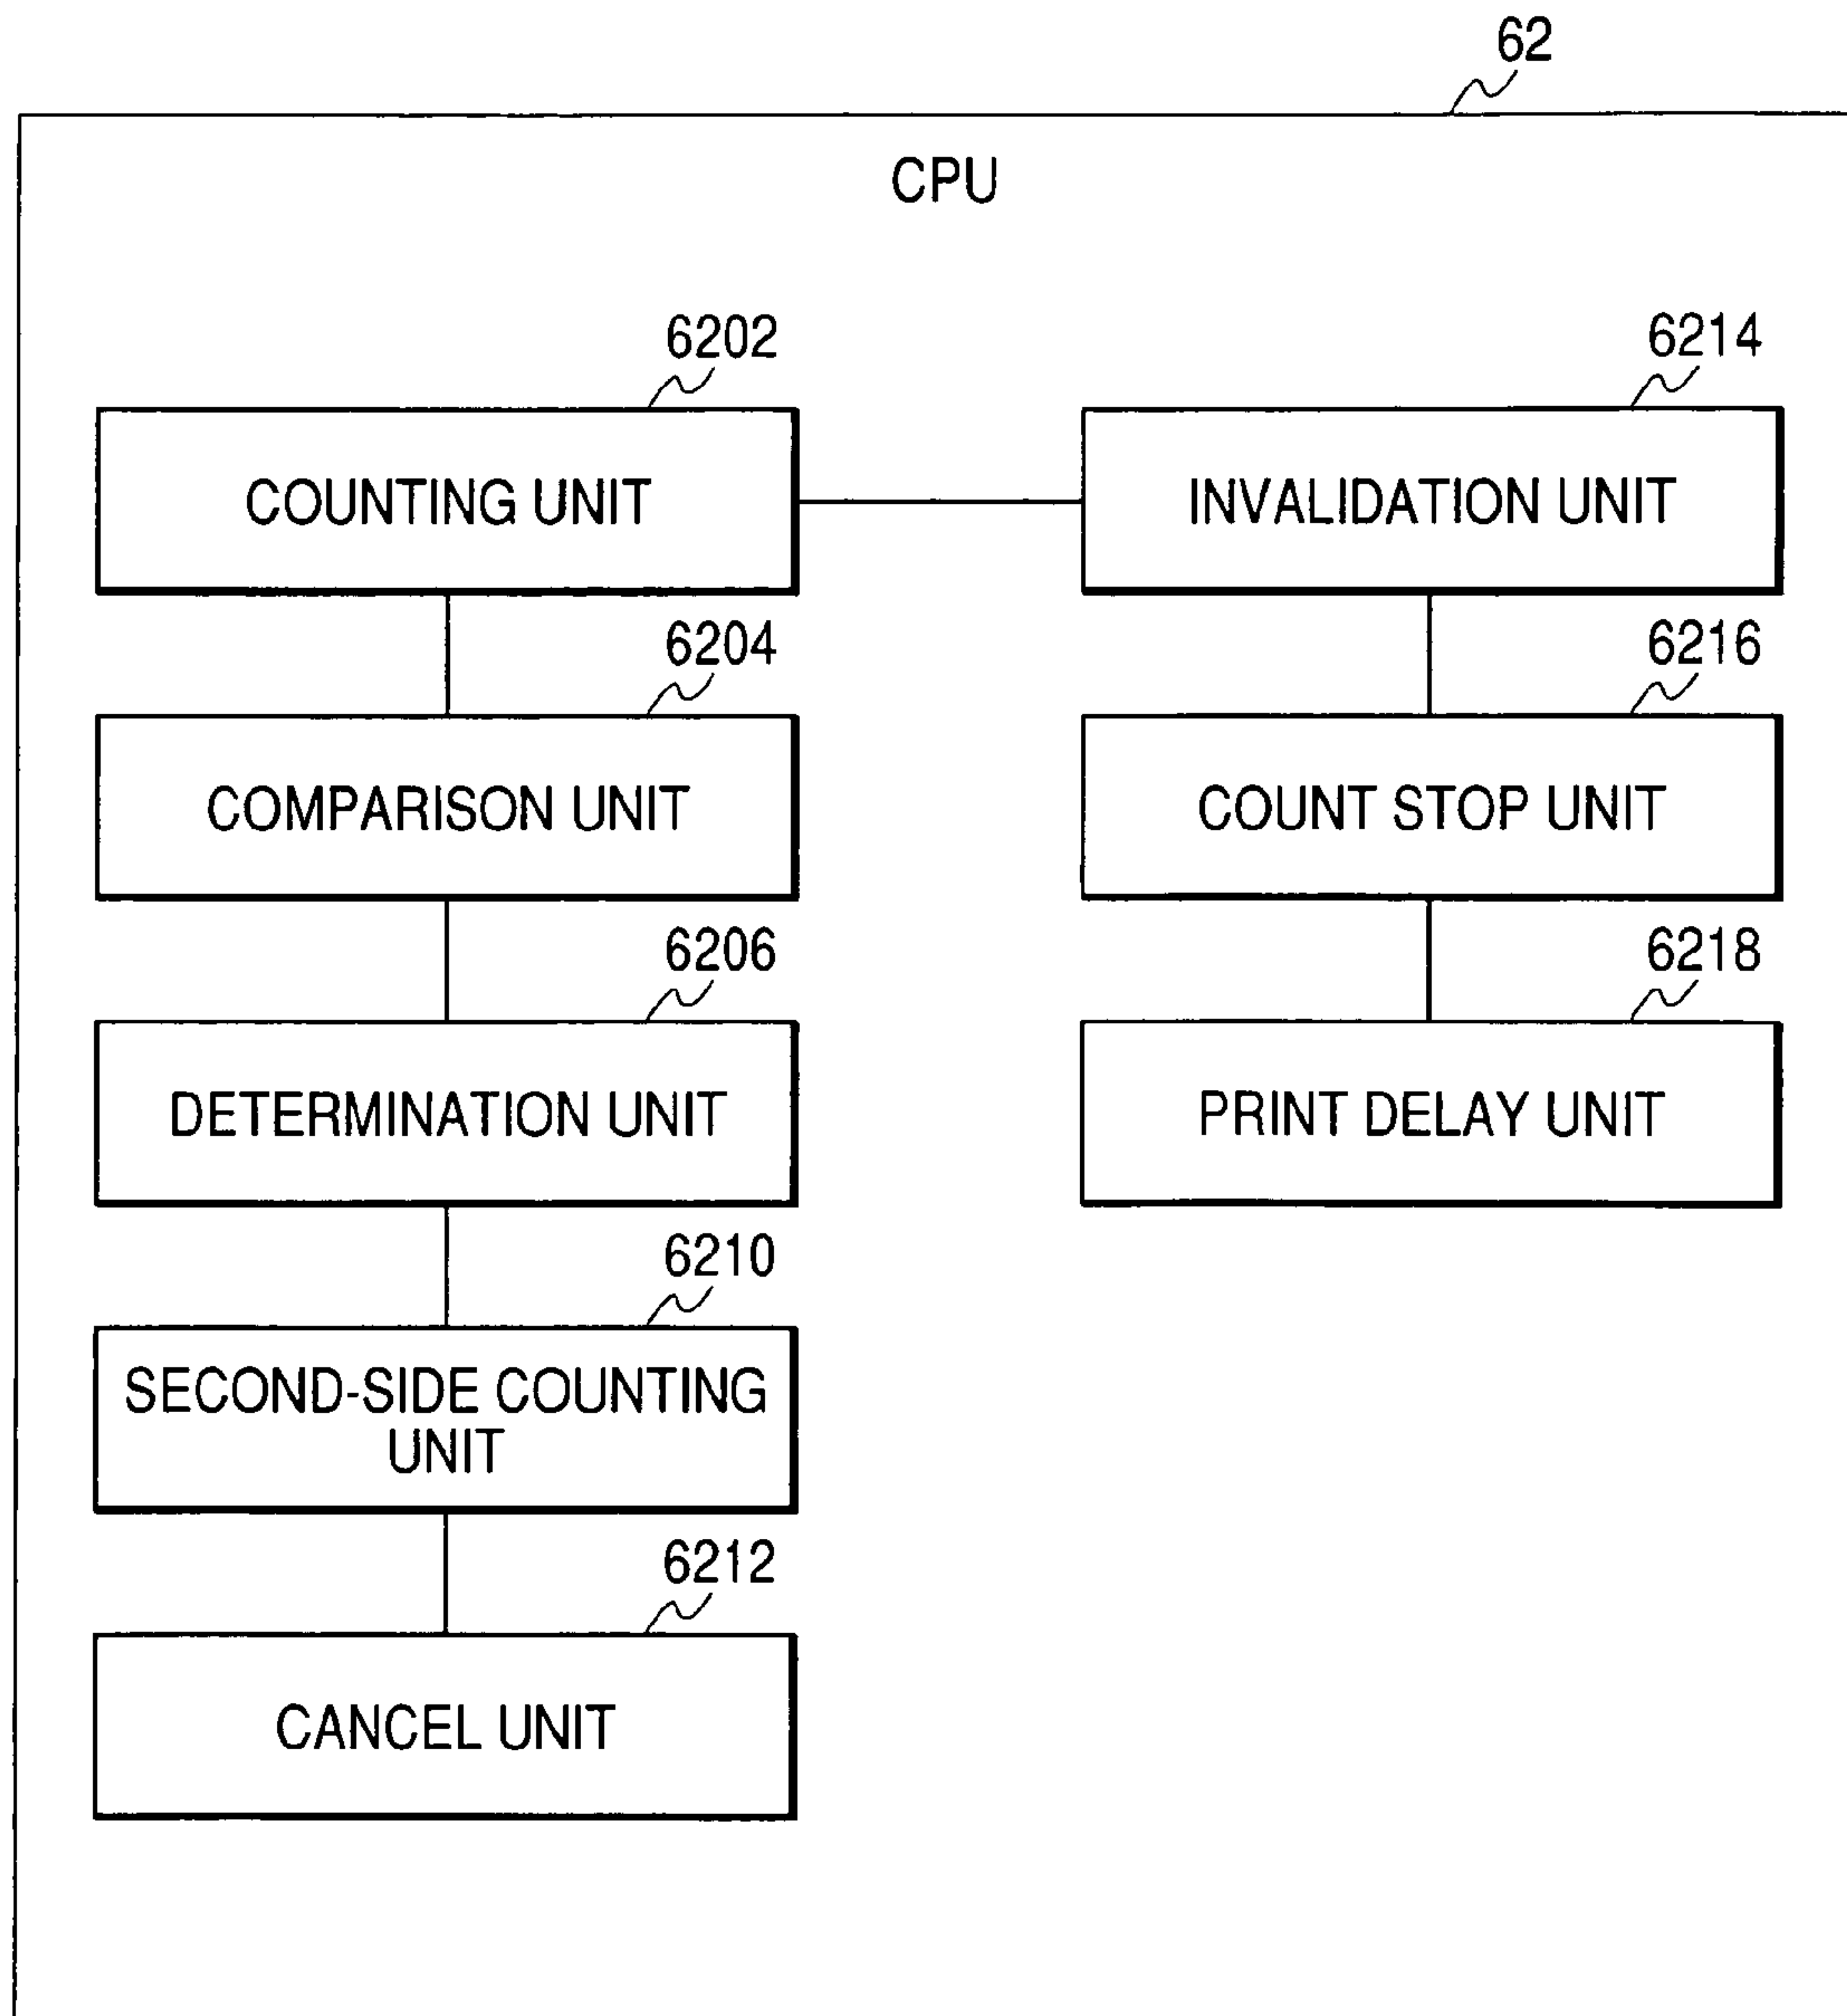 62
CPU
6202
COUNTING UNIT
6204
COMPARISON UNIT
6206
DETERMINATION UNIT
6210
SECOND-SIDE COUNTING
UNIT
6212
CANCEL UNIT
6214
INVALIDATION UNIT
6216
COUNT STOP UNIT
6218
PRINT DELAY UNIT